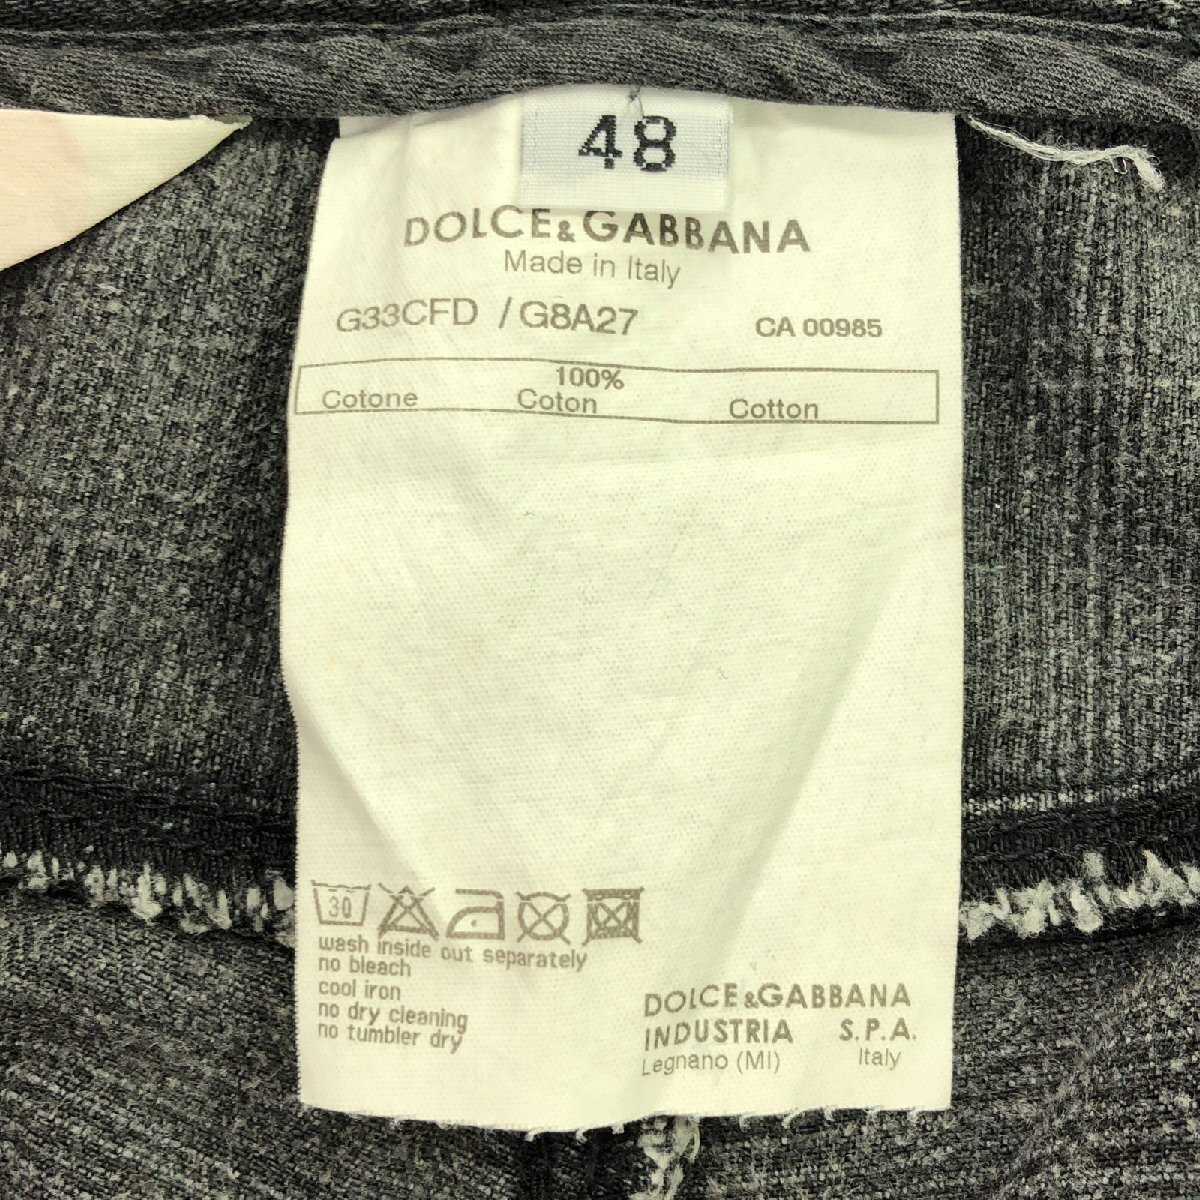 48
DOLCE&GABBANA
Made in Italy
G33CFD / G8A27 CA 00985
100%
Cotone Coton Cotton
30
wash inside out separately
no bleach
cool iron
no dry cleaning
no tumbler dry
DOLCE&GABBANA
INDUSTRIA S.P.A.
Legnano (MI) Italy